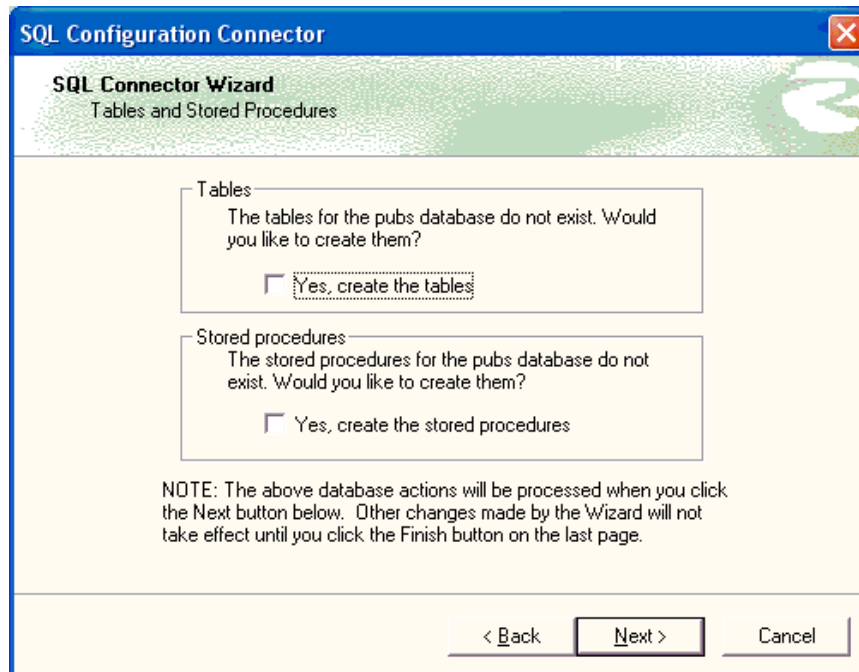 SQL Configuration Connector
SQL Connector Wizard
Tables and Stored Procedures
Tables
The tables for the pubs database do not exist. Would
you like to create them?
Yes, create the tables
Stored procedures
The stored procedures for the pubs database do not
exist. Would you like to create them?
Yes, create the stored procedures
NOTE: The above database actions will be processed when you click
the Next button below.  Other changes made by the Wizard will not
take effect until you click the Finish button on the last page.
< Back
Next >
Cancel